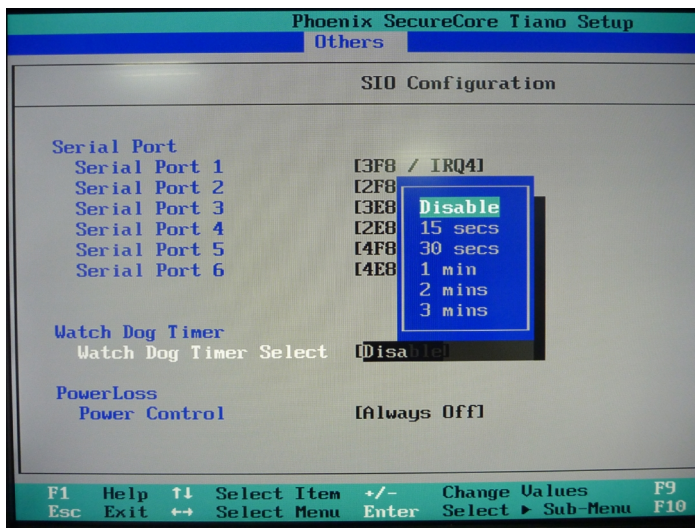 Phoenix SecureCore Tiano Setup
Others
SIO Configuration
Serial Port
Serial Port 1 [3F8 / IRQ4]
Serial Port 2 [2F8
Serial Port 3 [3E8
Serial Port 4 [2E8
Serial Port 5 [4F8
Serial Port 6 [4E8
Disable
15 secs
30 secs
1 min
2 mins
3 mins
Watch Dog Timer
Watch Dog Timer Select [Disable]
PowerLoss
Power Control [Always Off]
F1 Help ↑↓ Select Item +/- Change Values F9
Esc Exit ↔ Select Menu Enter Select ▶ Sub-Menu F10